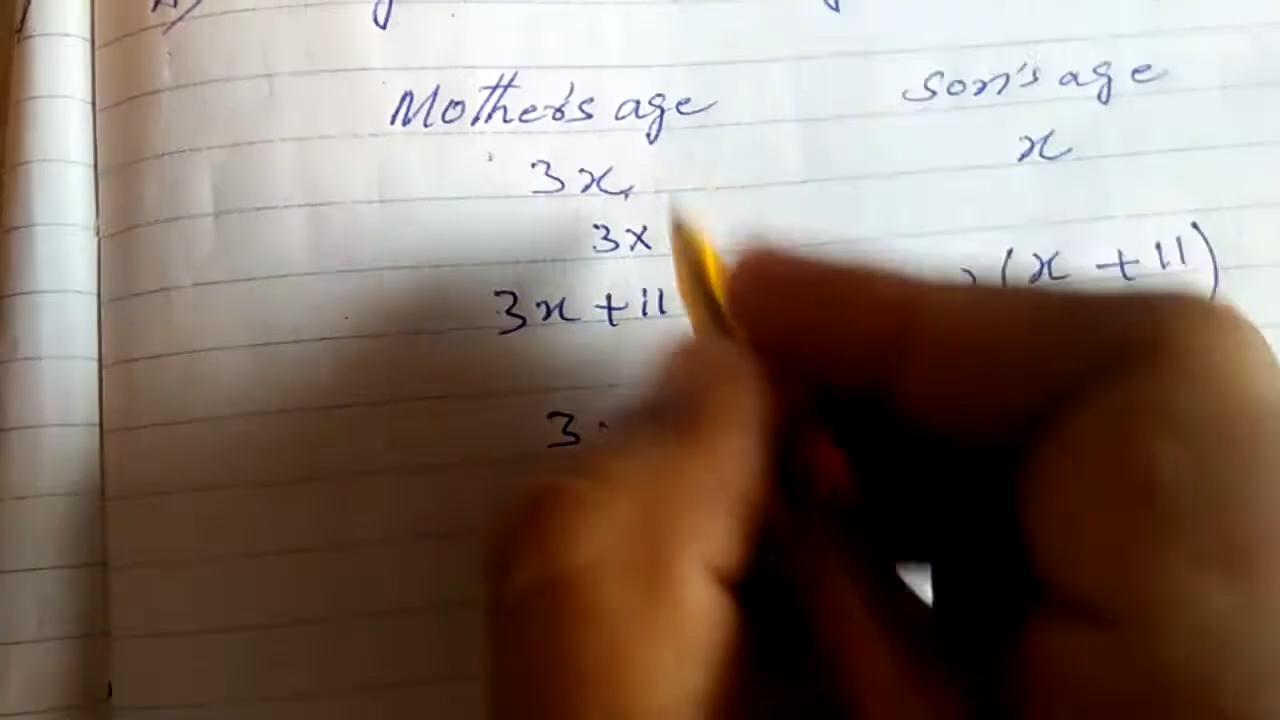 Mother's age Son's age
3x x
3x
3x + 11 (x + 11)
3